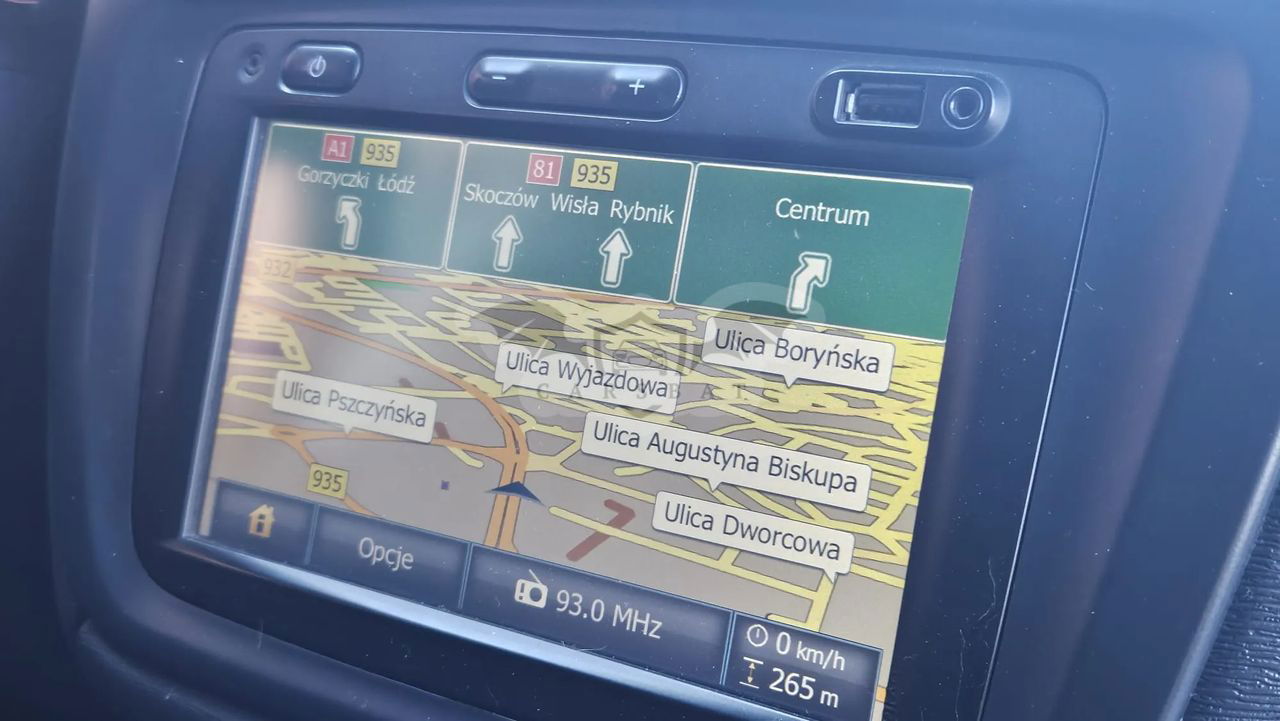 A1 935
Gorzyczki Łódź
81 935
Skoczów Wisła Rybnik
Centrum
932
Ulica Boryńska
Ulica Wyjazdowa
CARSBAT
Ulica Pszczyńska
Ulica Augustyna Biskupa
935
Ulica Dworcowa
Opcje
93.0 MHz
0 km/h
265 m